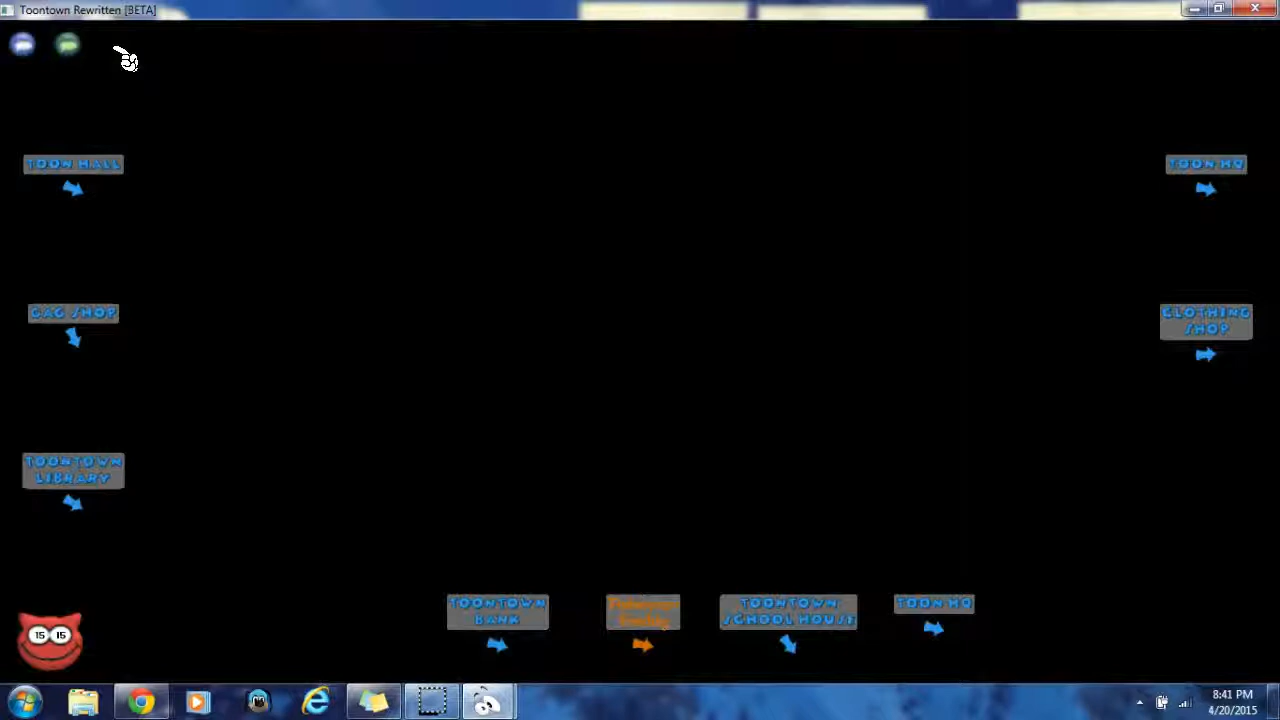 Toontown Rewritten [BETA]
TOON HALL
TOON HQ
GAG SHOP
CLOTHING
SHOP
TOONTOWN
LIBRARY
TOONTOWN
BANK
TOONTOWN
SCHOOL HOUSE
TOON HQ
15 15
8:41 PM
4/20/2015